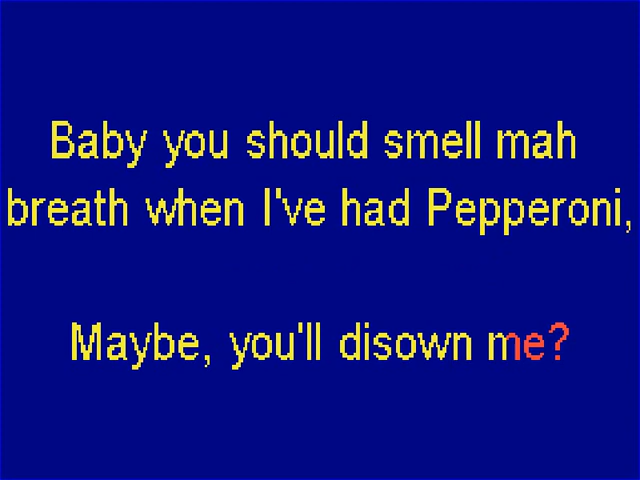 Baby you should smell mah
breath when I've had Pepperoni,
Maybe, you'll disown me?